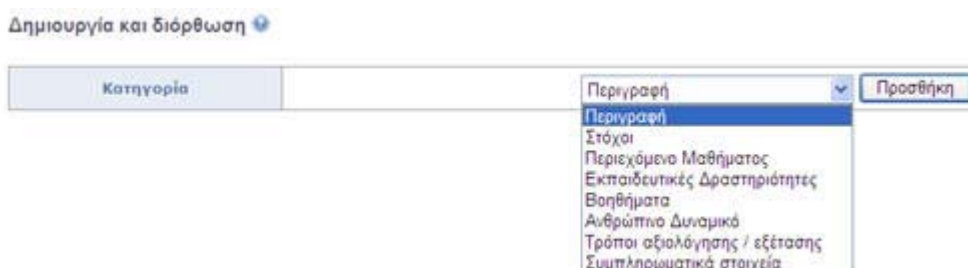 Δημιουργία και διόρθωση
Κατηγορία Περιγραφή Προσθήκη
Περιγραφή
Στόχοι
Περιεχόμενο Μαθήματος
Εκπαιδευτικές Δραστηριότητες
Βοηθήματα
Ανθρώπινο Δυναμικό
Τρόποι αξιολόγησης / εξέτασης
Συμπληρωματικά στοιχεία